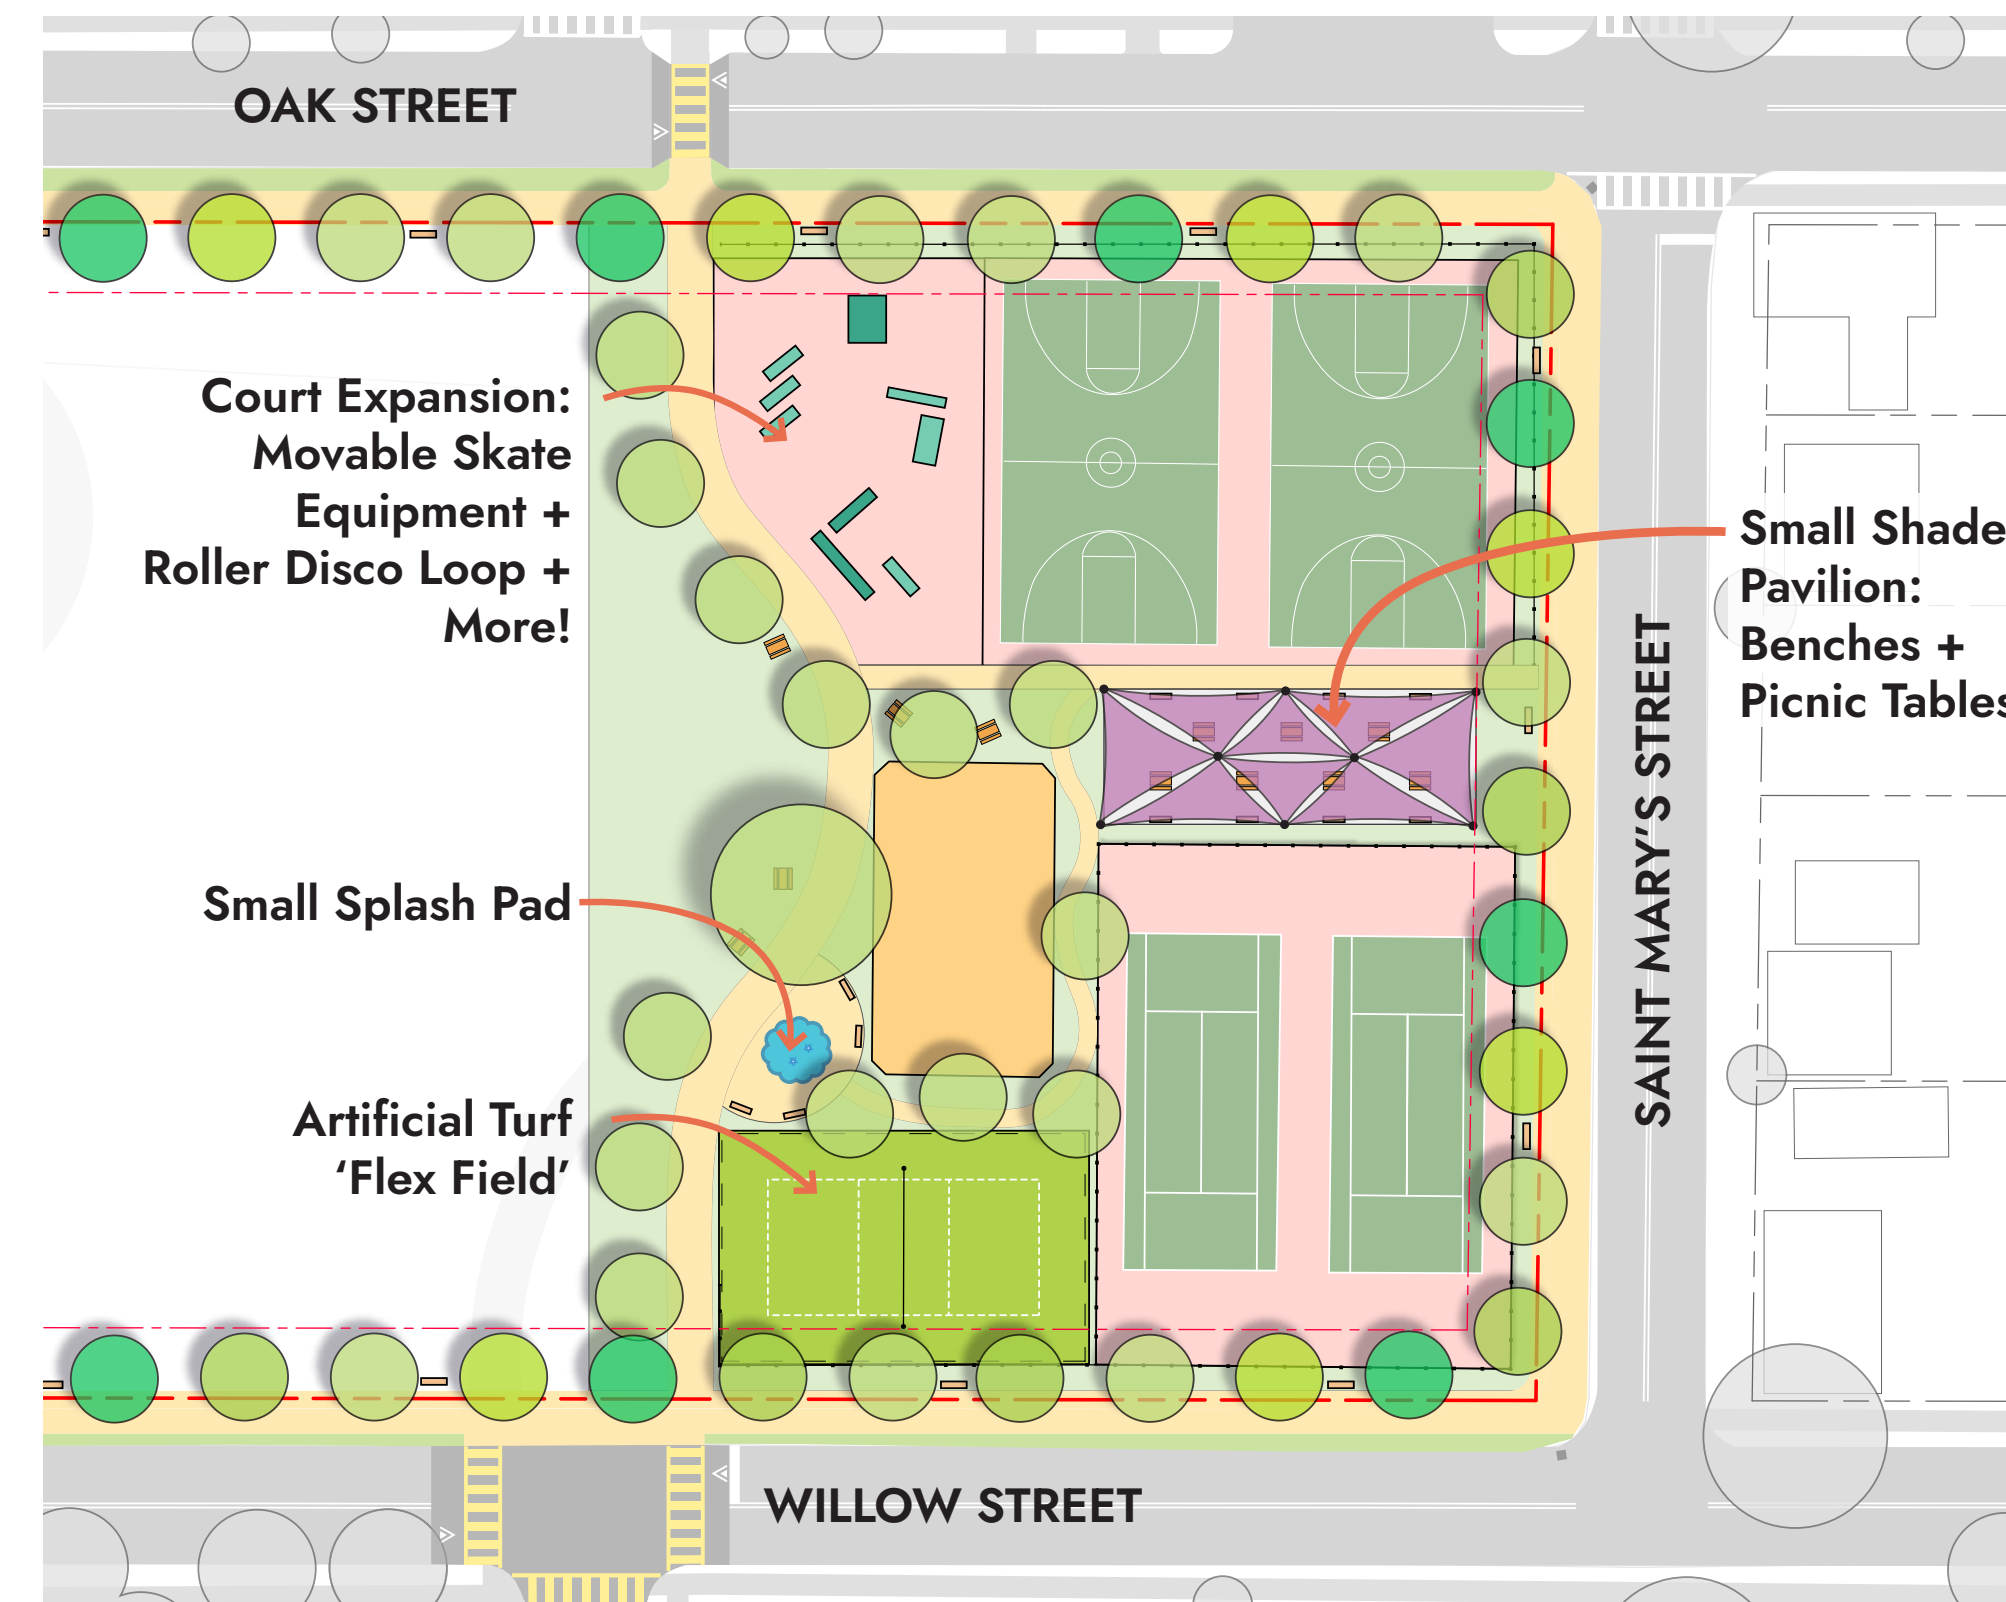 OAK STREET
Court Expansion:
Movable Skate
Equipment +
Roller Disco Loop +
More!
Small Shade
Pavilion:
Benches +
Picnic Tables
SAINT MARY’S STREET
Small Splash Pad
Artificial Turf
‘Flex Field’
WILLOW STREET